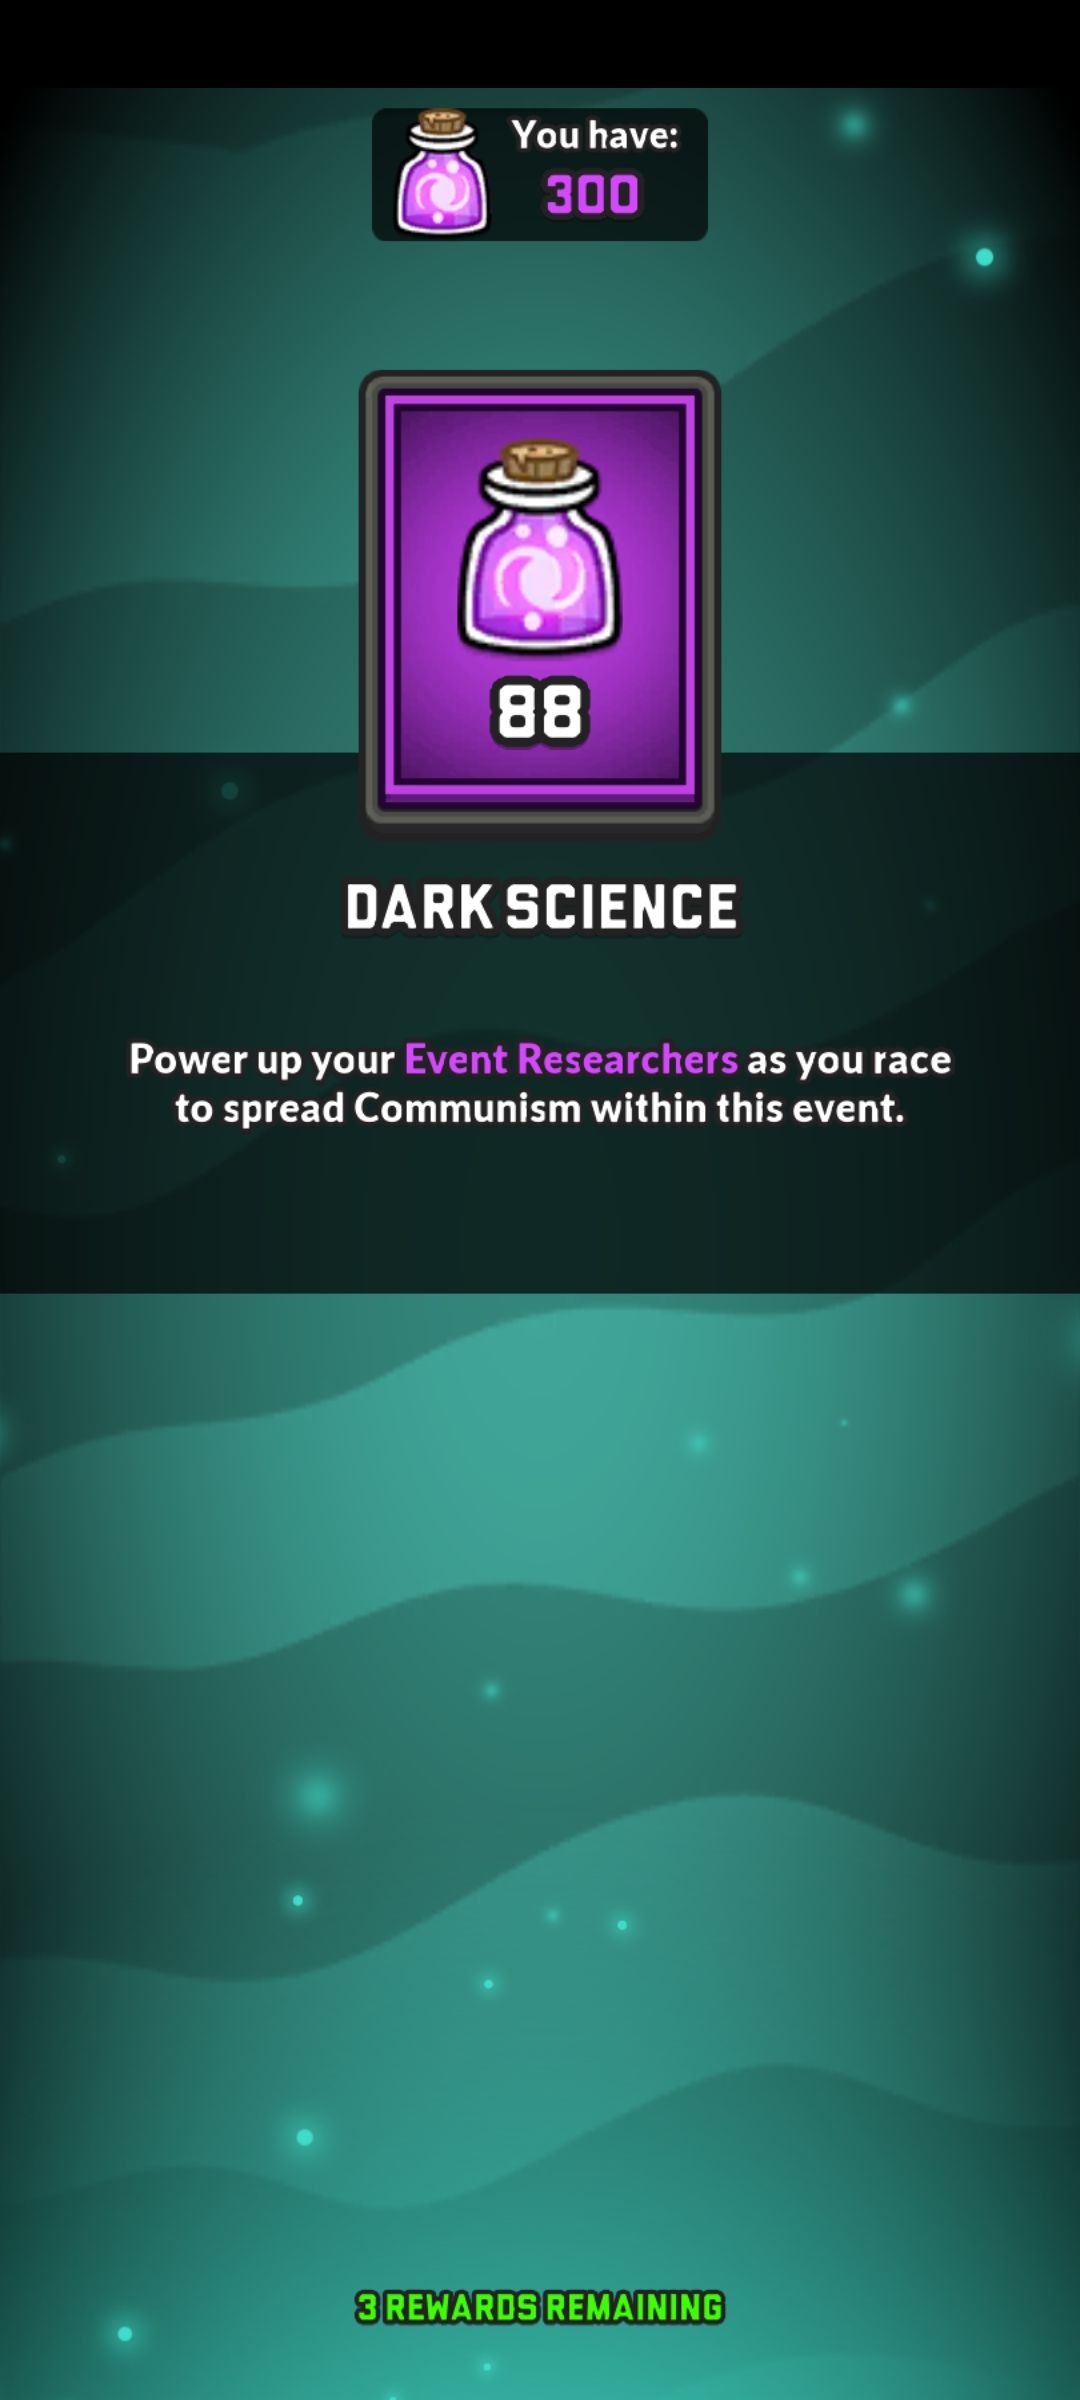 You have:
300
88
DARK SCIENCE
Power up your Event Researchers as you race
to spread Communism within this event.
3 REWARDS REMAINING